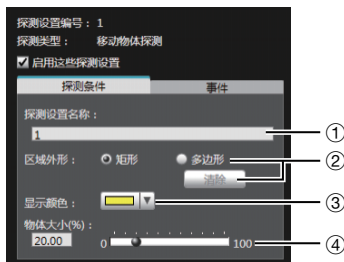 探测设置编号：1
探测类型： 移动物体探测
启用这些探测设置
探测条件 事件
探测设置名称：
1 ①
区域外形： 矩形 多边形 ②
清除
显示颜色： ③
物体大小(%)：
20.00 0 100 ④